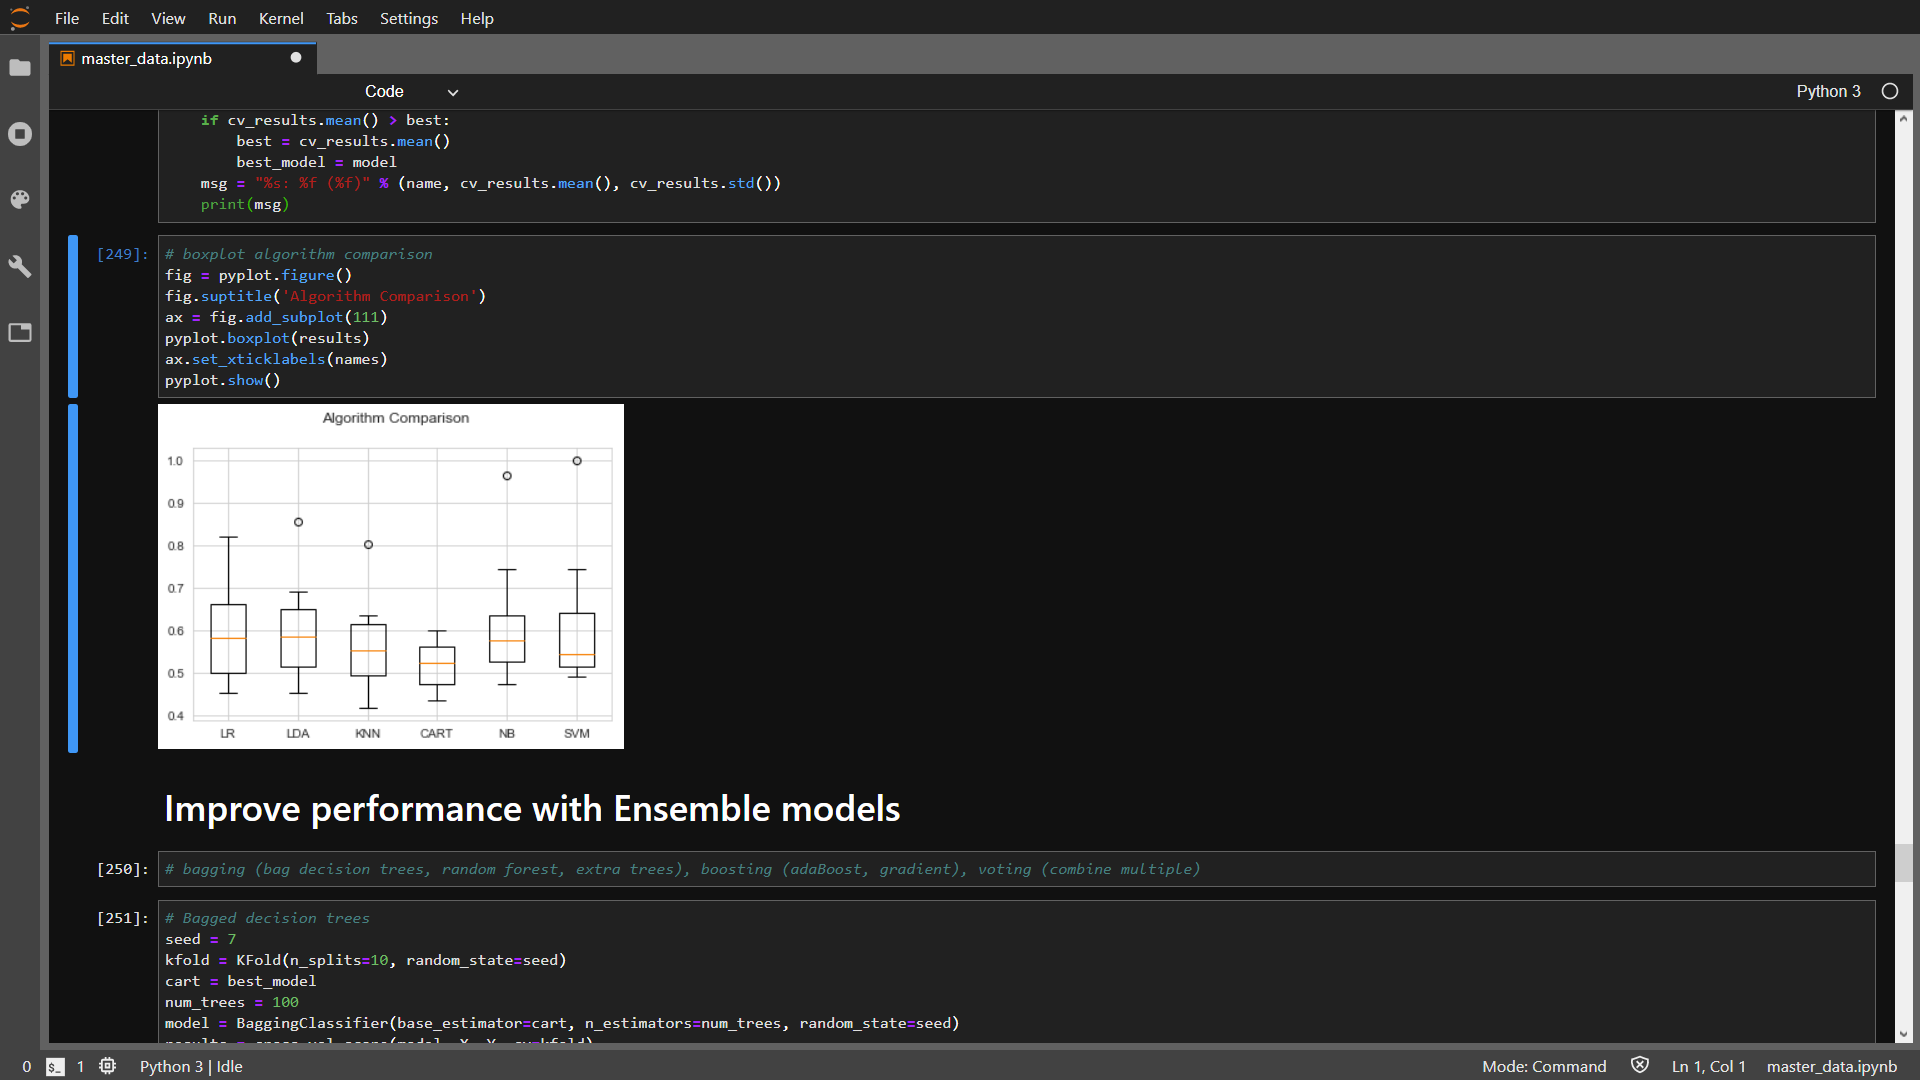 File Edit View Run Kernel Tabs Settings Help
master_data.ipynb
Code
Python 3
if cv_results.mean() > best:
best = cv_results.mean()
best_model = model
msg = "%s: %f (%f)" % (name, cv_results.mean(), cv_results.std())
print(msg)
[249]:
# boxplot algorithm comparison
fig = pyplot.figure()
fig.suptitle('Algorithm Comparison')
ax = fig.add_subplot(111)
pyplot.boxplot(results)
ax.set_xticklabels(names)
pyplot.show()
Algorithm Comparison
1.0
0.9
0.8
0.7
0.6
0.5
0.4
LR LDA KNN CART NB SVM
Improve performance with Ensemble models
[250]:
# bagging (bag decision trees, random forest, extra trees), boosting (adaBoost, gradient), voting (combine multiple)
[251]:
# Bagged decision trees
seed = 7
kfold = KFold(n_splits=10, random_state=seed)
cart = best_model
num_trees = 100
model = BaggingClassifier(base_estimator=cart, n_estimators=num_trees, random_state=seed)
0 $_ 1 Python 3 | Idle
Mode: Command Ln 1, Col 1 master_data.ipynb